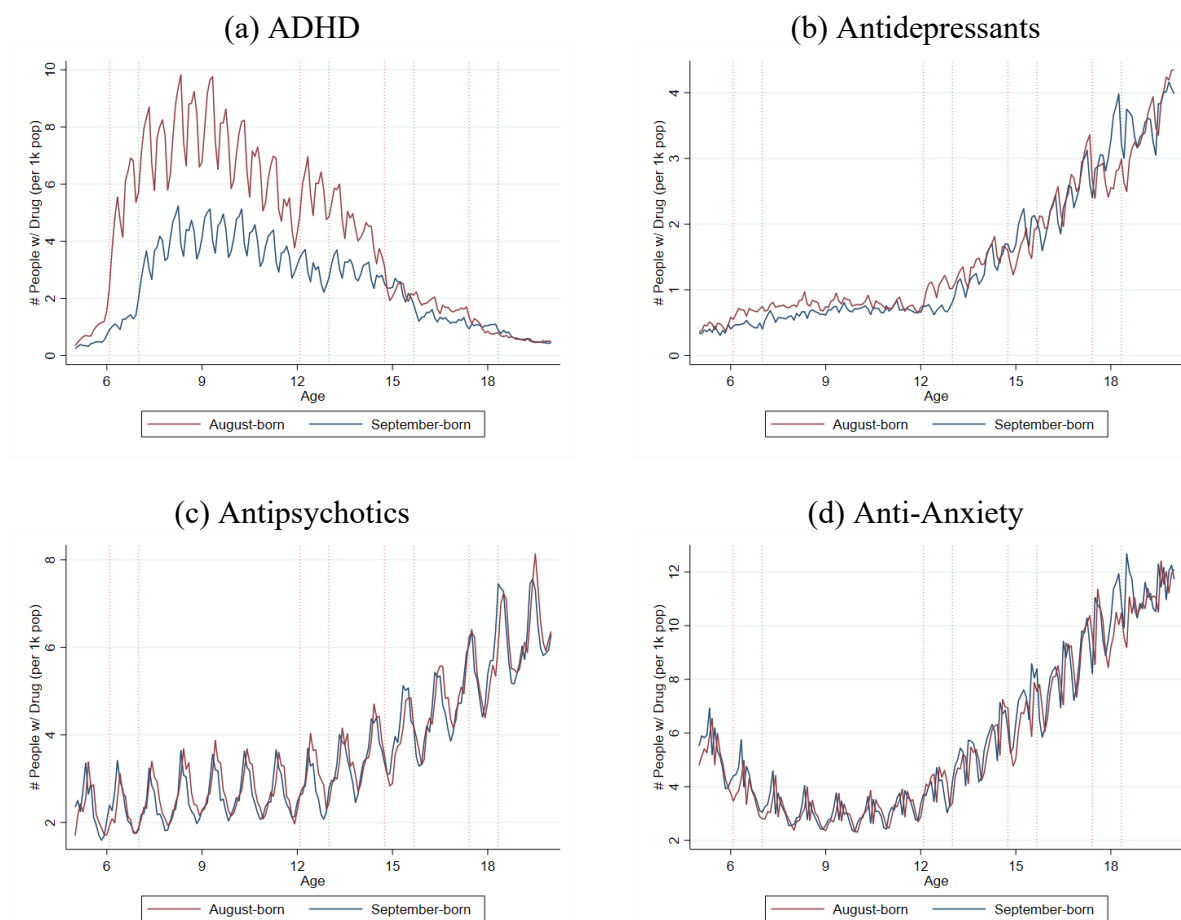 (a) ADHD
# People w/ Drug (per 1k pop)
10
8
6
4
2
0
6 9 12 15 18
Age
August-born September-born
(b) Antidepressants
# People w/ Drug (per 1k pop)
4
3
2
1
0
6 9 12 15 18
Age
August-born September-born
(c) Antipsychotics
# People w/ Drug (per 1k pop)
8
6
4
2
6 9 12 15 18
Age
August-born September-born
(d) Anti-Anxiety
# People w/ Drug (per 1k pop)
12
10
8
6
4
2
6 9 12 15 18
Age
August-born September-born